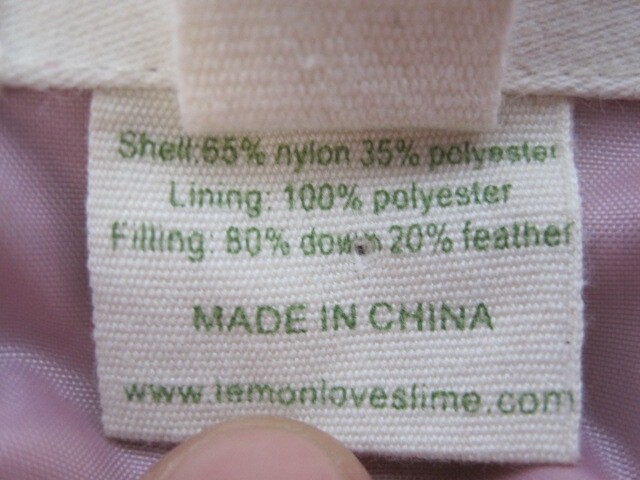 Shell:65% nylon 35% polyester
Lining: 100% polyester
Filling: 80% down 20% feather
MADE IN CHINA
www.lemonloveslime.com